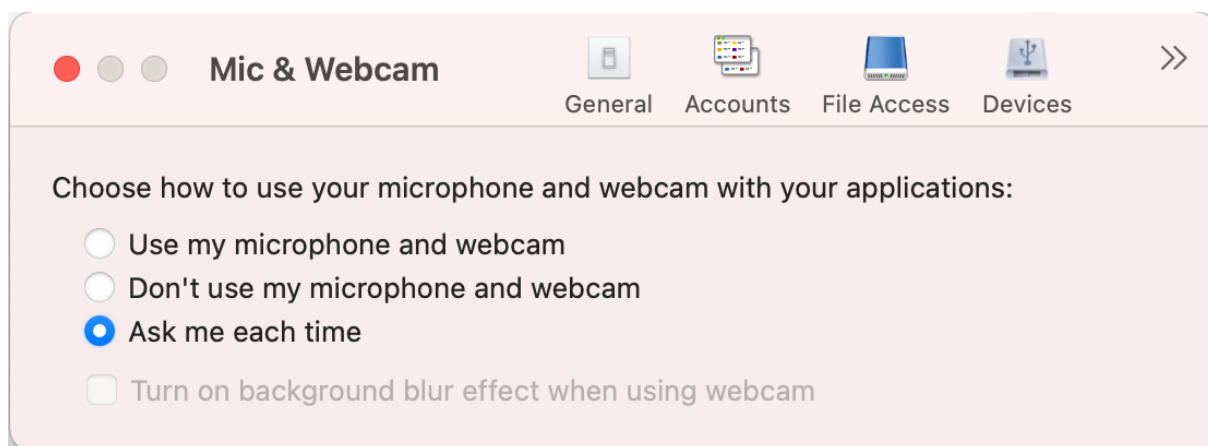 Mic & Webcam
General Accounts File Access Devices
Choose how to use your microphone and webcam with your applications:
Use my microphone and webcam
Don't use my microphone and webcam
Ask me each time
Turn on background blur effect when using webcam